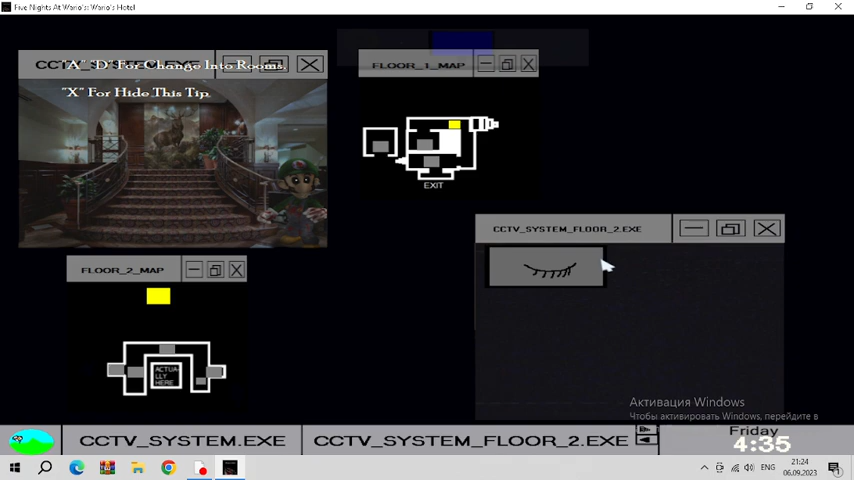 Five Nights At Wario's: Wario's Hotel
"A" "D" For Change Into Rooms.
"X" For Hide This Tip.
FLOOR_1_MAP
EXIT
CCTV_SYSTEM_FLOOR_2.EXE
FLOOR_2_MAP
ACTUA-
LLY
HERE
Активация Windows
Чтобы активировать Windows, перейдите в
CCTV_SYSTEM.EXE
CCTV_SYSTEM_FLOOR_2.EXE
Friday
4:35
ENG
21:24
06.09.2023